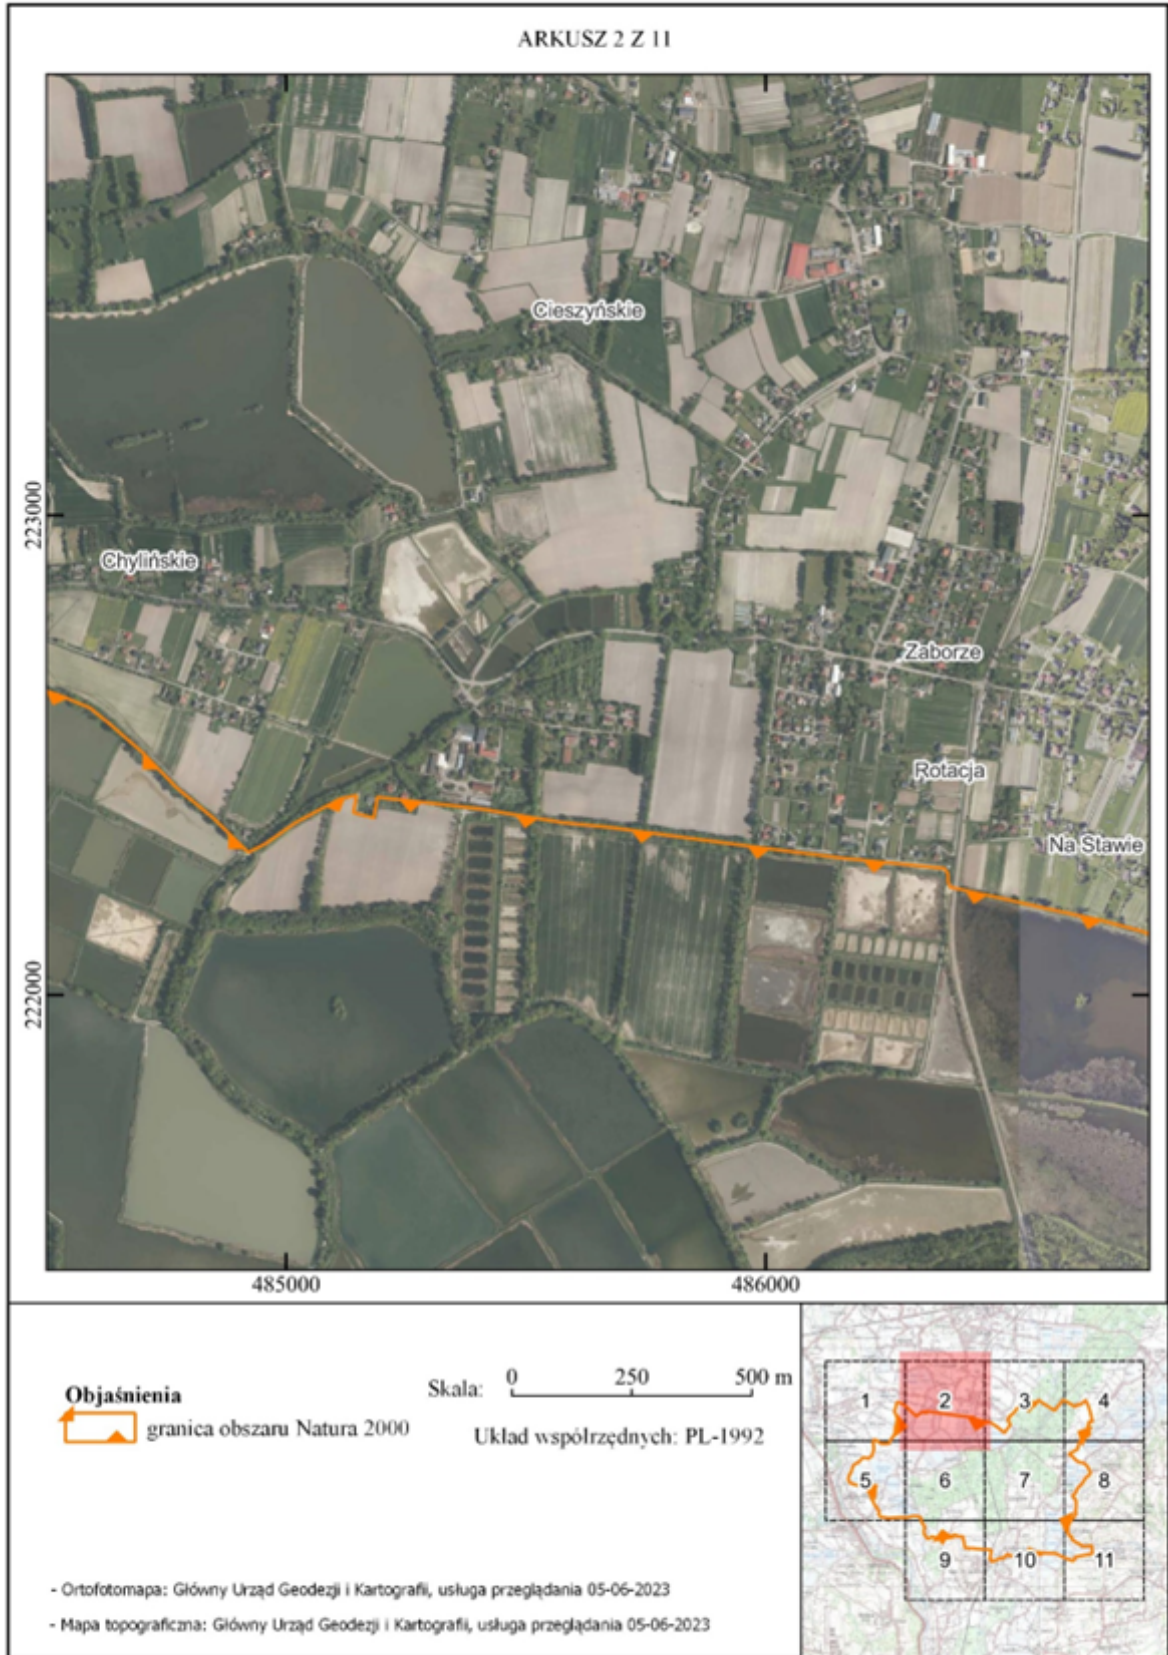 ARKUSZ 2 Z 11
Cieszyńskie
223000
Chylińskie
Zaborze
Rotacja
Na Stawie
222000
485000
486000
Objaśnienia
granica obszaru Natura 2000
Skala:
0
250
500 m
Układ współrzędnych: PL-1992
1
2
3
4
5
6
7
8
9
10
11
- Ortofotomapa: Główny Urząd Geodezji i Kartografii, usługa przeglądania 05-06-2023
- Mapa topograficzna: Główny Urząd Geodezji i Kartografii, usługa przeglądania 05-06-2023